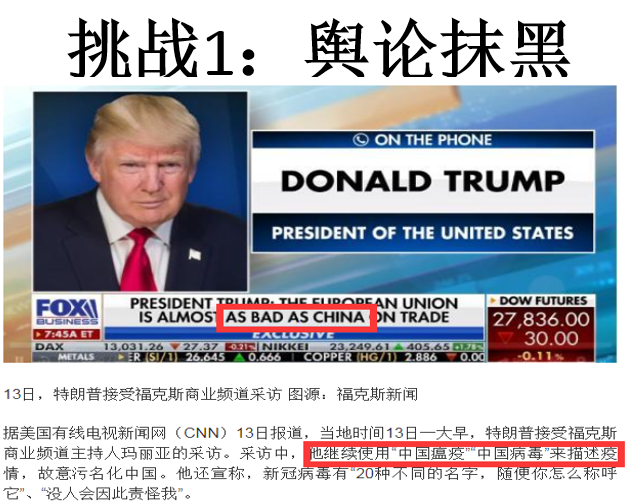 挑战1：舆论抹黑
ON THE PHONE
DONALD TRUMP
PRESIDENT OF THE UNITED STATES
FOX
BUSINESS
7:45A ET
PRESIDENT TRUMP: THE EUROPEAN UNION
IS ALMOST AS BAD AS CHINA ON TRADE
EXCLUSIVE
DOW FUTURES
27,836.00
30.00
-0.11%
DAX 13,031.26 27.37 -0.21% NIKKEI 23,249.61 405.65 +1.78%
METALS ER (SI/1) 26.645 0.666 COPPER (HG/1) 2.886 0.00
13日，特朗普接受福克斯商业频道采访 图源：福克斯新闻
据美国有线电视新闻网（CNN）13日报道，当地时间13日一大早，特朗普接受福克斯
商业频道主持人玛丽亚的采访。采访中，他继续使用“中国瘟疫”“中国病毒”来描述疫
情，故意污名化中国。他还宣称，新冠病毒有“20种不同的名字，随便你怎么称呼
它”、“没人会因此责怪我”。